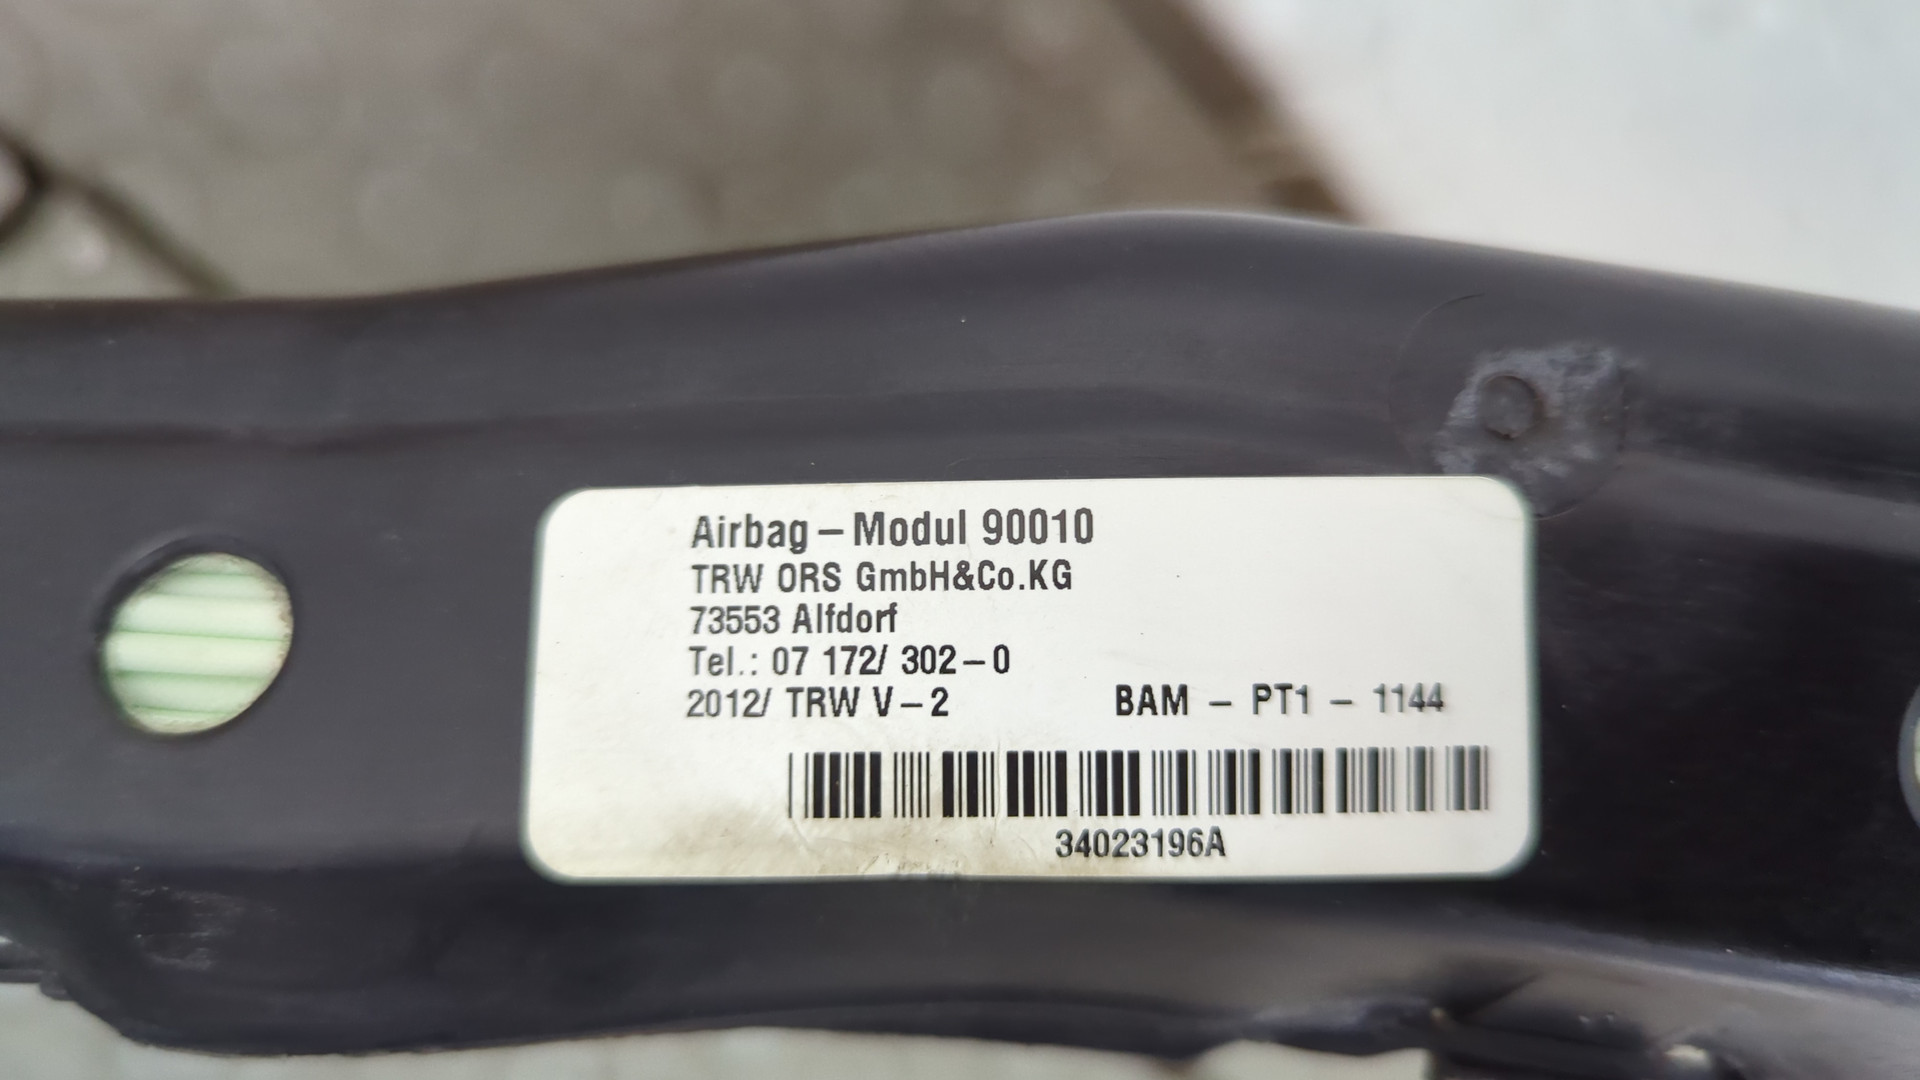 Airbag – Modul 90010
TRW ORS GmbH&Co.KG
73553 Alfdorf
Tel.: 07 172/ 302 – 0
2012/ TRW V – 2 BAM – PT1 – 1144
34023196A